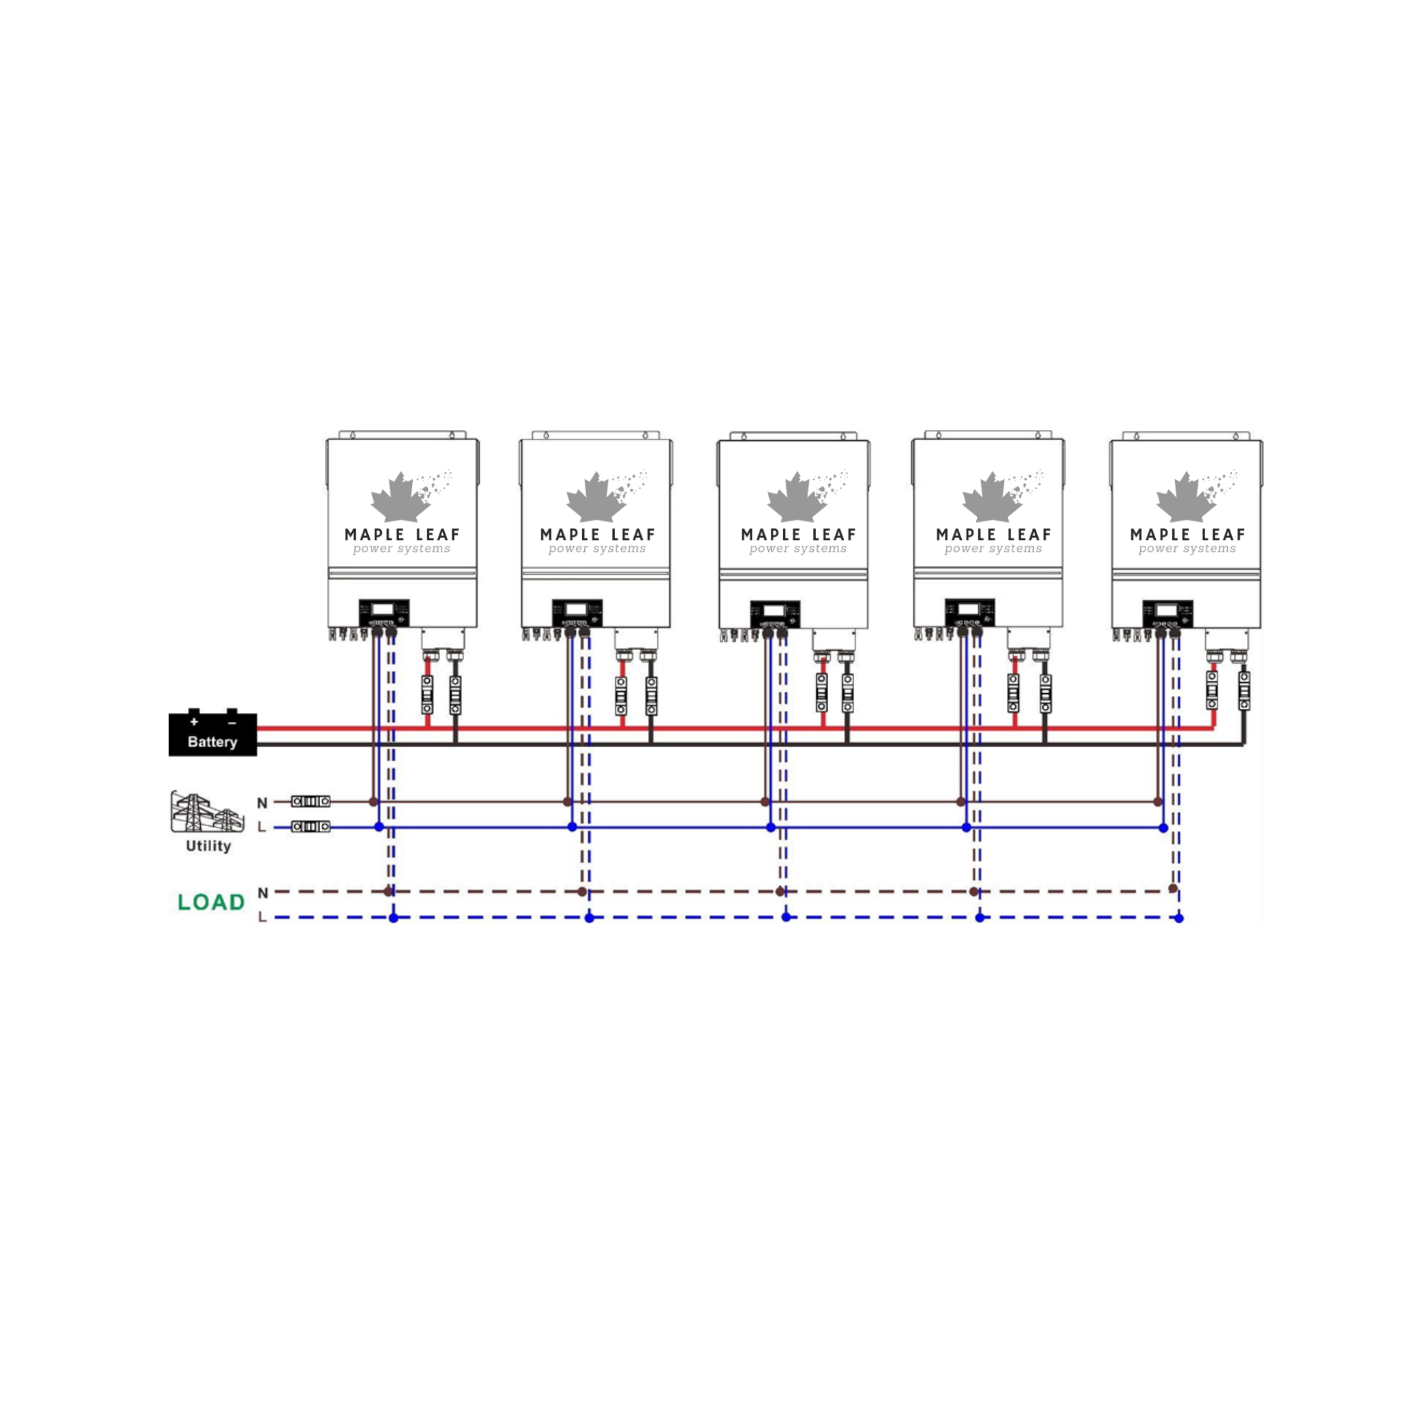 MAPLE LEAF
power systems
MAPLE LEAF
power systems
MAPLE LEAF
power systems
MAPLE LEAF
power systems
MAPLE LEAF
power systems
+ −
Battery
N
L
Utility
LOAD
N
L